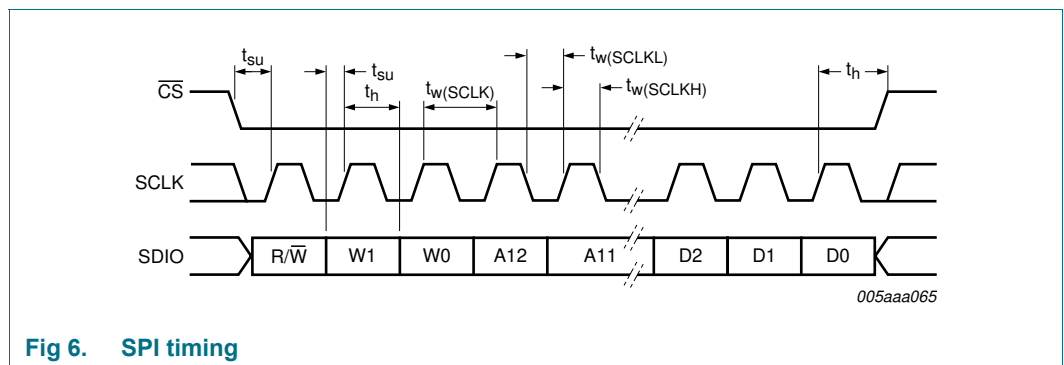 tsu
tsu
th
tw(SCLK)
tw(SCLKL)
tw(SCLKH)
th
CS
SCLK
SDIO
R/W
W1
W0
A12
A11
D2
D1
D0
005aaa065
Fig 6. SPI timing